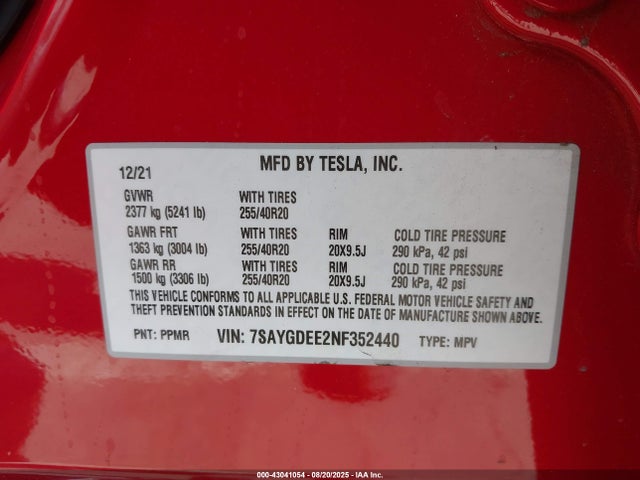 MFD BY TESLA, INC.
12/21
GVWR WITH TIRES
2377 kg (5241 lb) 255/40R20
GAWR FRT WITH TIRES RIM COLD TIRE PRESSURE
1363 kg (3004 lb) 255/40R20 20X9.5J 290 kPa, 42 psi
GAWR RR WITH TIRES RIM COLD TIRE PRESSURE
1500 kg (3306 lb) 255/40R20 20X9.5J 290 kPa, 42 psi
THIS VEHICLE CONFORMS TO ALL APPLICABLE U.S. FEDERAL MOTOR VEHICLE SAFETY AND
THEFT PREVENTION STANDARDS IN EFFECT ON THE DATE OF MANUFACTURE SHOWN ABOVE.
PNT: PPMR VIN: 7SAYGDEE2NF352440 TYPE: MPV
000-43041054 - 08/20/2025 - IAA Inc.